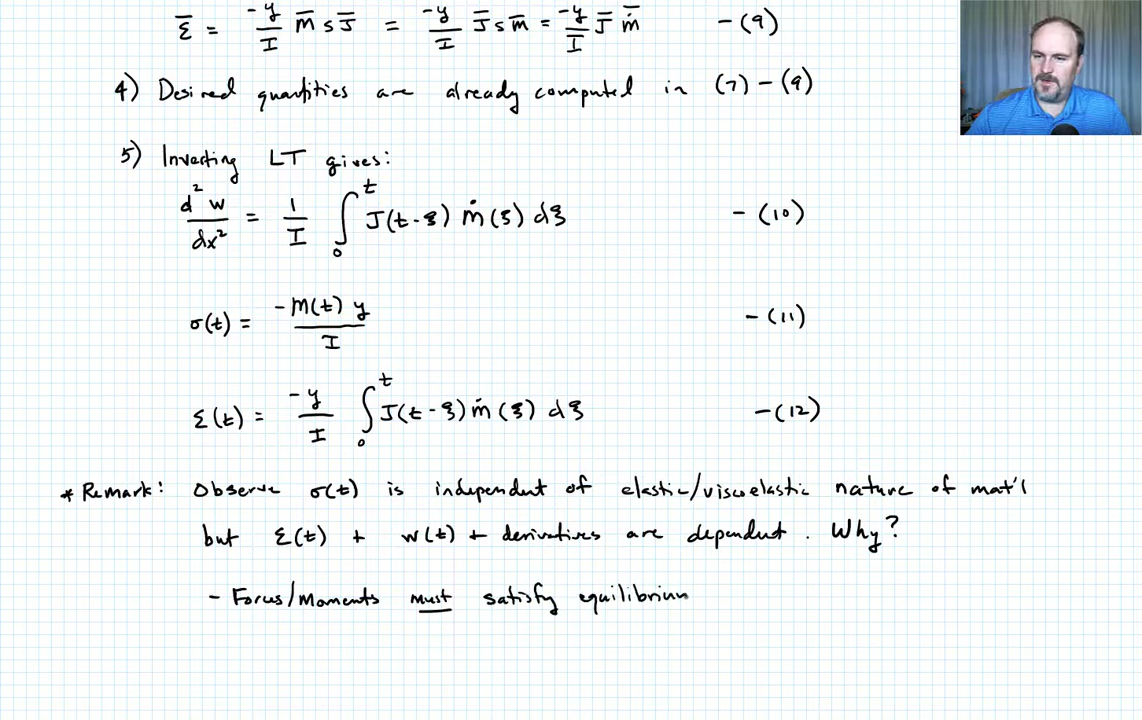 ε̄ = -y/I m̄ s J̄ = -y/I J̄ s m̄ = -y/I J̄ ṁ̄ - (9)
4) Desired quantities are already computed in (7) - (9)
5) Inverting LT gives:
d²w/dx² = 1/I ∫₀ᵗ J(t-ξ) ṁ(ξ) dξ - (10)
σ(t) = -M(t) y / I - (11)
ε(t) = -y/I ∫₀ᵗ J(t-ξ) ṁ(ξ) dξ - (12)
* Remark: Observe σ(t) is independent of elastic/viscoelastic nature of mat'l
but ε(t) + w(t) + derivatives are dependent. Why?
- Forces/Moments must satisfy equilibrium